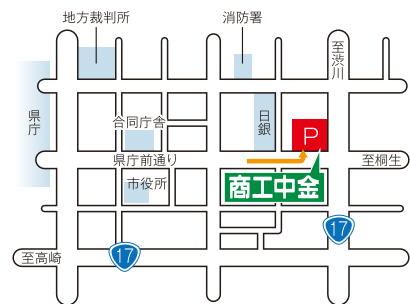 地方裁判所
消防署
至渋川
県庁
合同庁舎
日銀
P
県庁前通り
至桐生
市役所
商工中金
17
至高崎
17